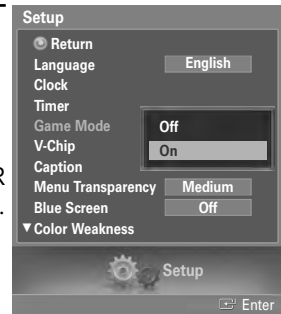 Setup
Return
Language English
Clock
Timer
Game Mode Off
V-Chip On
Caption
R
Menu Transparency Medium
.
Blue Screen Off
▼ Color Weakness
Setup
Enter